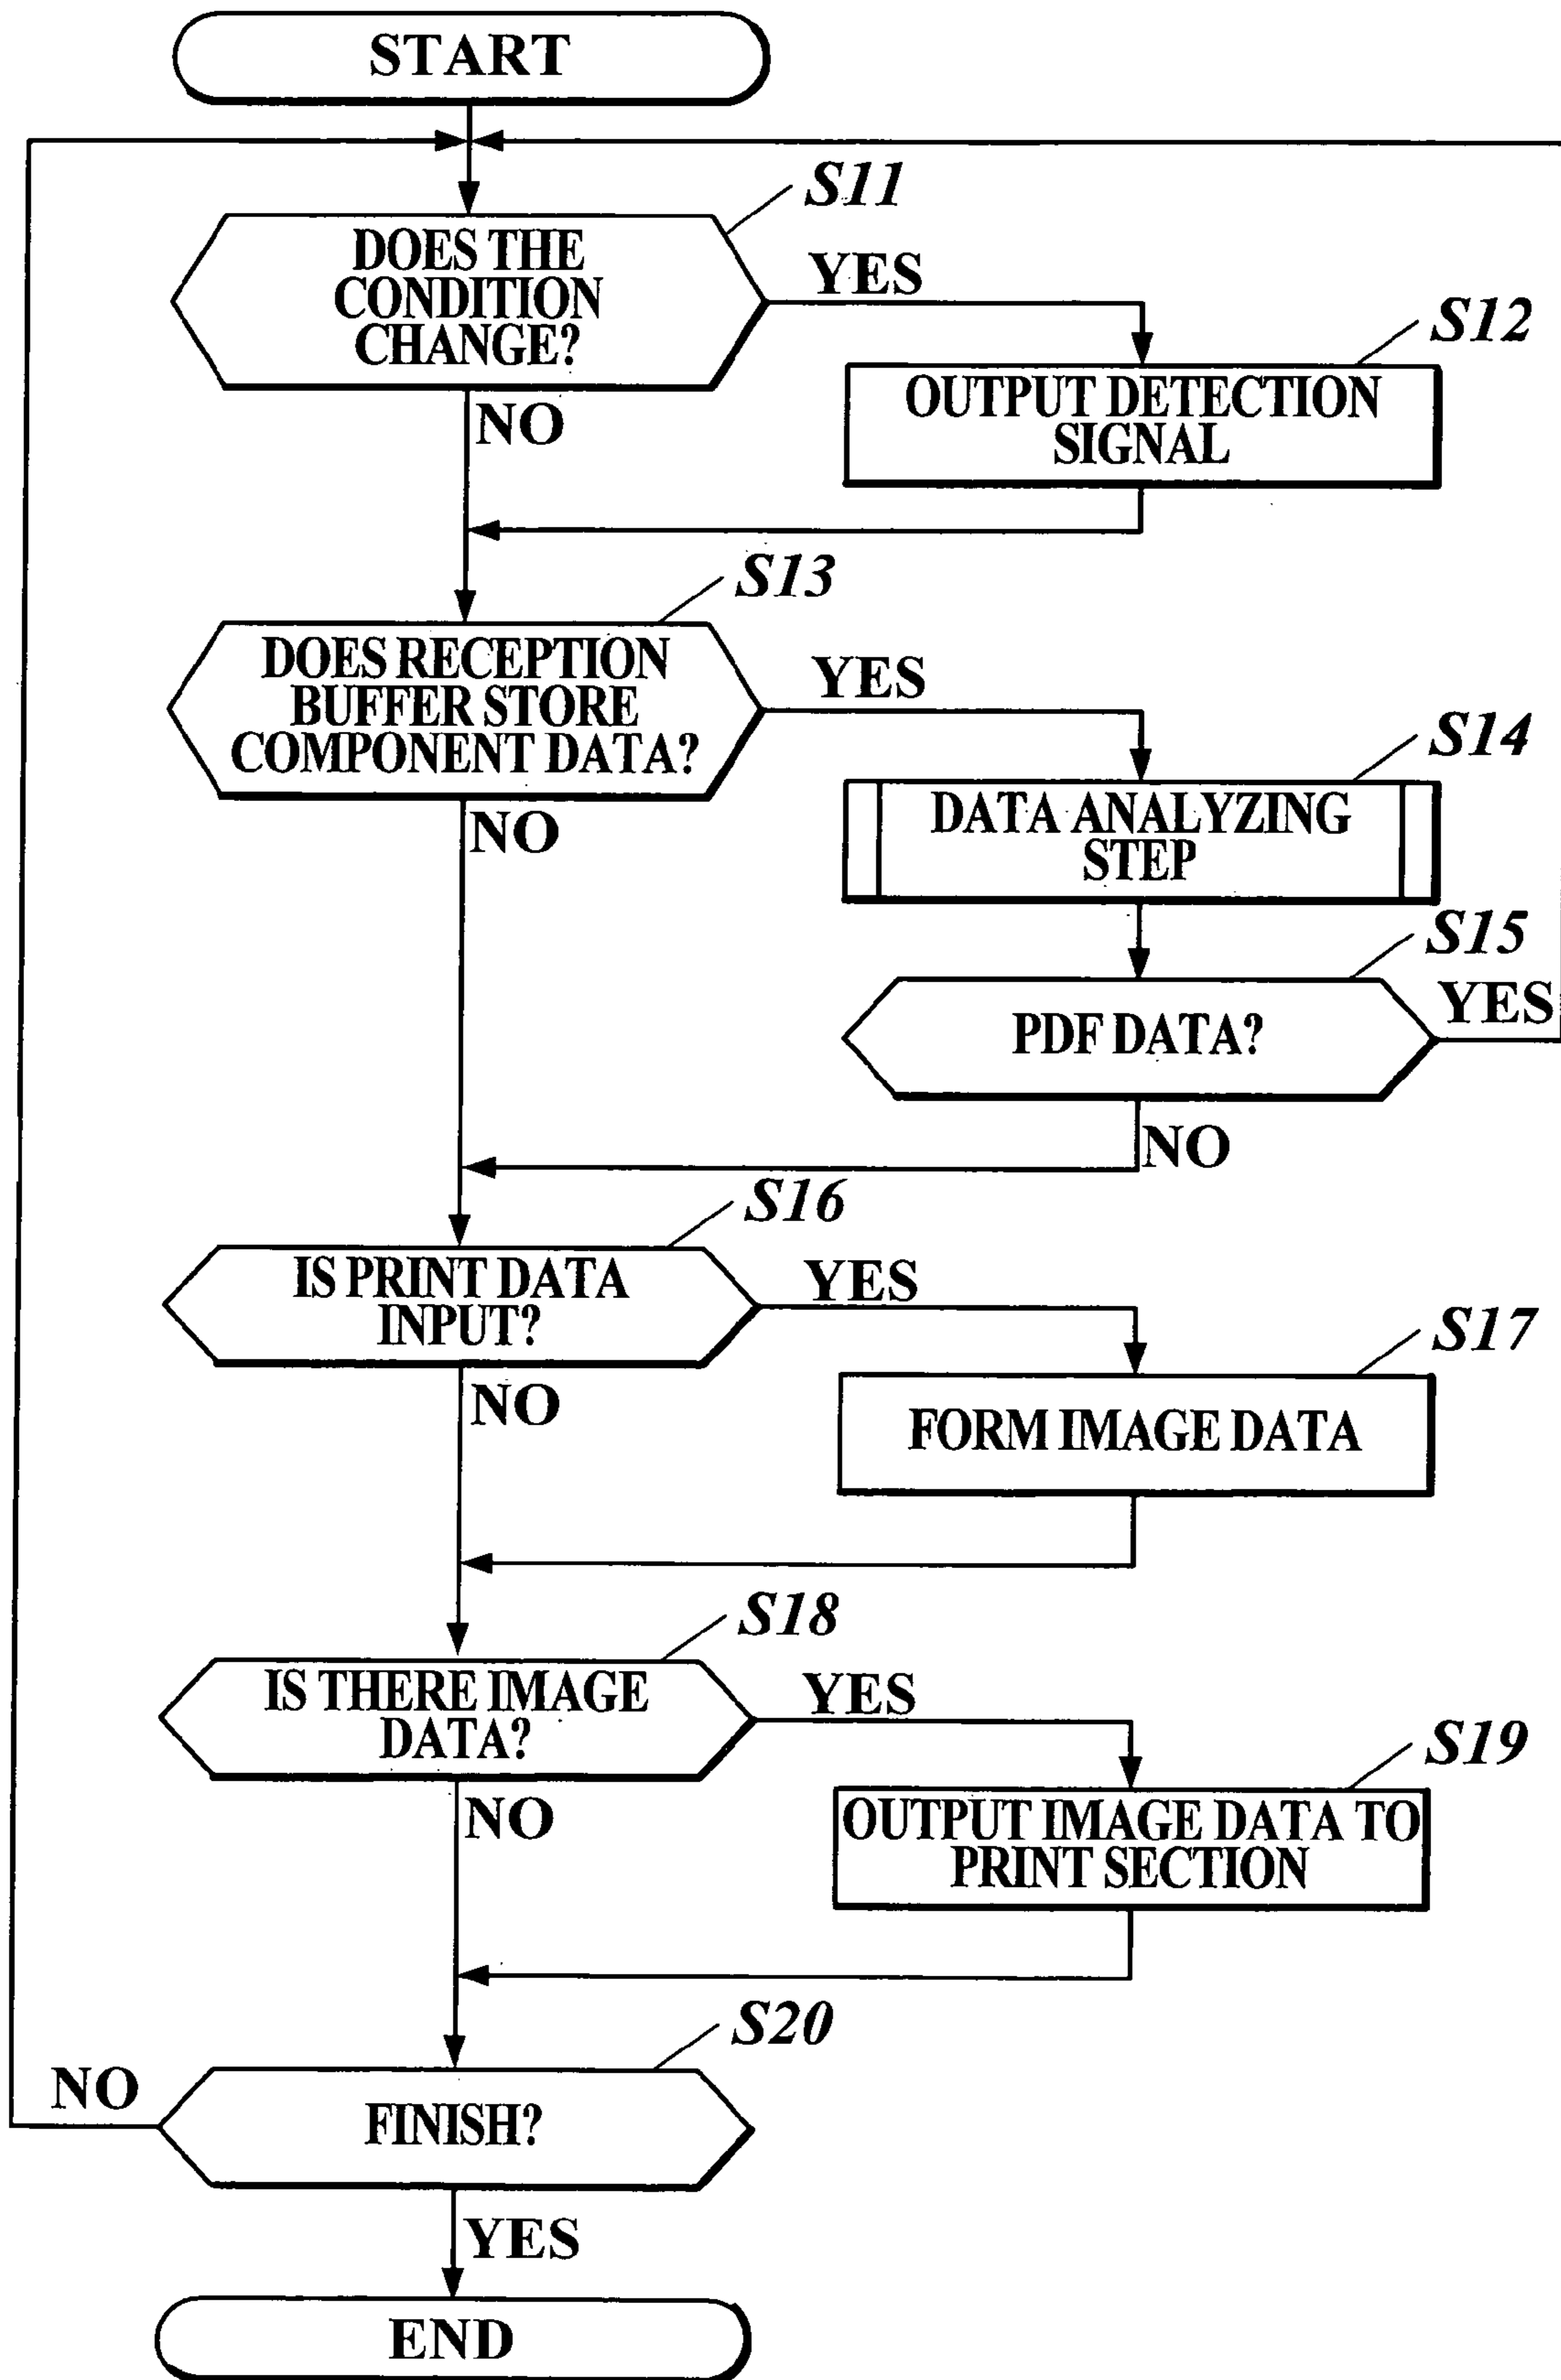 START
S11
DOES THE
CONDITION
CHANGE?
YES
S12
OUTPUT DETECTION
SIGNAL
NO
S13
DOES RECEPTION
BUFFER STORE
COMPONENT DATA?
YES
S14
DATA ANALYZING
STEP
NO
S15
PDF DATA?
YES
NO
S16
IS PRINT DATA
INPUT?
YES
S17
FORM IMAGE DATA
NO
S18
IS THERE IMAGE
DATA?
YES
S19
OUTPUT IMAGE DATA TO
PRINT SECTION
NO
S20
FINISH?
NO
YES
END